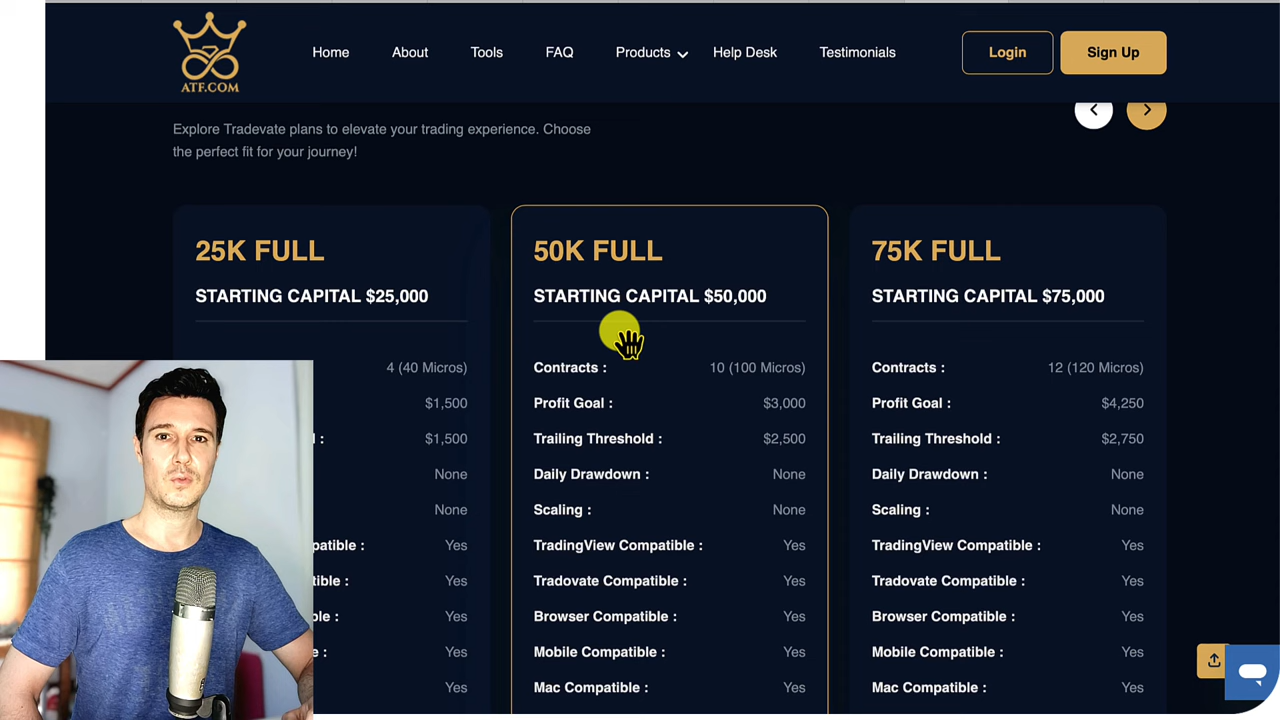 ATF.COM
Home
About
Tools
FAQ
Products
Help Desk
Testimonials
Login
Sign Up
Explore Tradevate plans to elevate your trading experience. Choose
the perfect fit for your journey!
25K FULL
STARTING CAPITAL $25,000
4 (40 Micros)
$1,500
: $1,500
None
None
patible : Yes
tible : Yes
ble : Yes
e : Yes
Yes
50K FULL
STARTING CAPITAL $50,000
Contracts : 10 (100 Micros)
Profit Goal : $3,000
Trailing Threshold : $2,500
Daily Drawdown : None
Scaling : None
TradingView Compatible : Yes
Tradovate Compatible : Yes
Browser Compatible : Yes
Mobile Compatible : Yes
Mac Compatible : Yes
75K FULL
STARTING CAPITAL $75,000
Contracts : 12 (120 Micros)
Profit Goal : $4,250
Trailing Threshold : $2,750
Daily Drawdown : None
Scaling : None
TradingView Compatible : Yes
Tradovate Compatible : Yes
Browser Compatible : Yes
Mobile Compatible : Yes
Mac Compatible : Yes